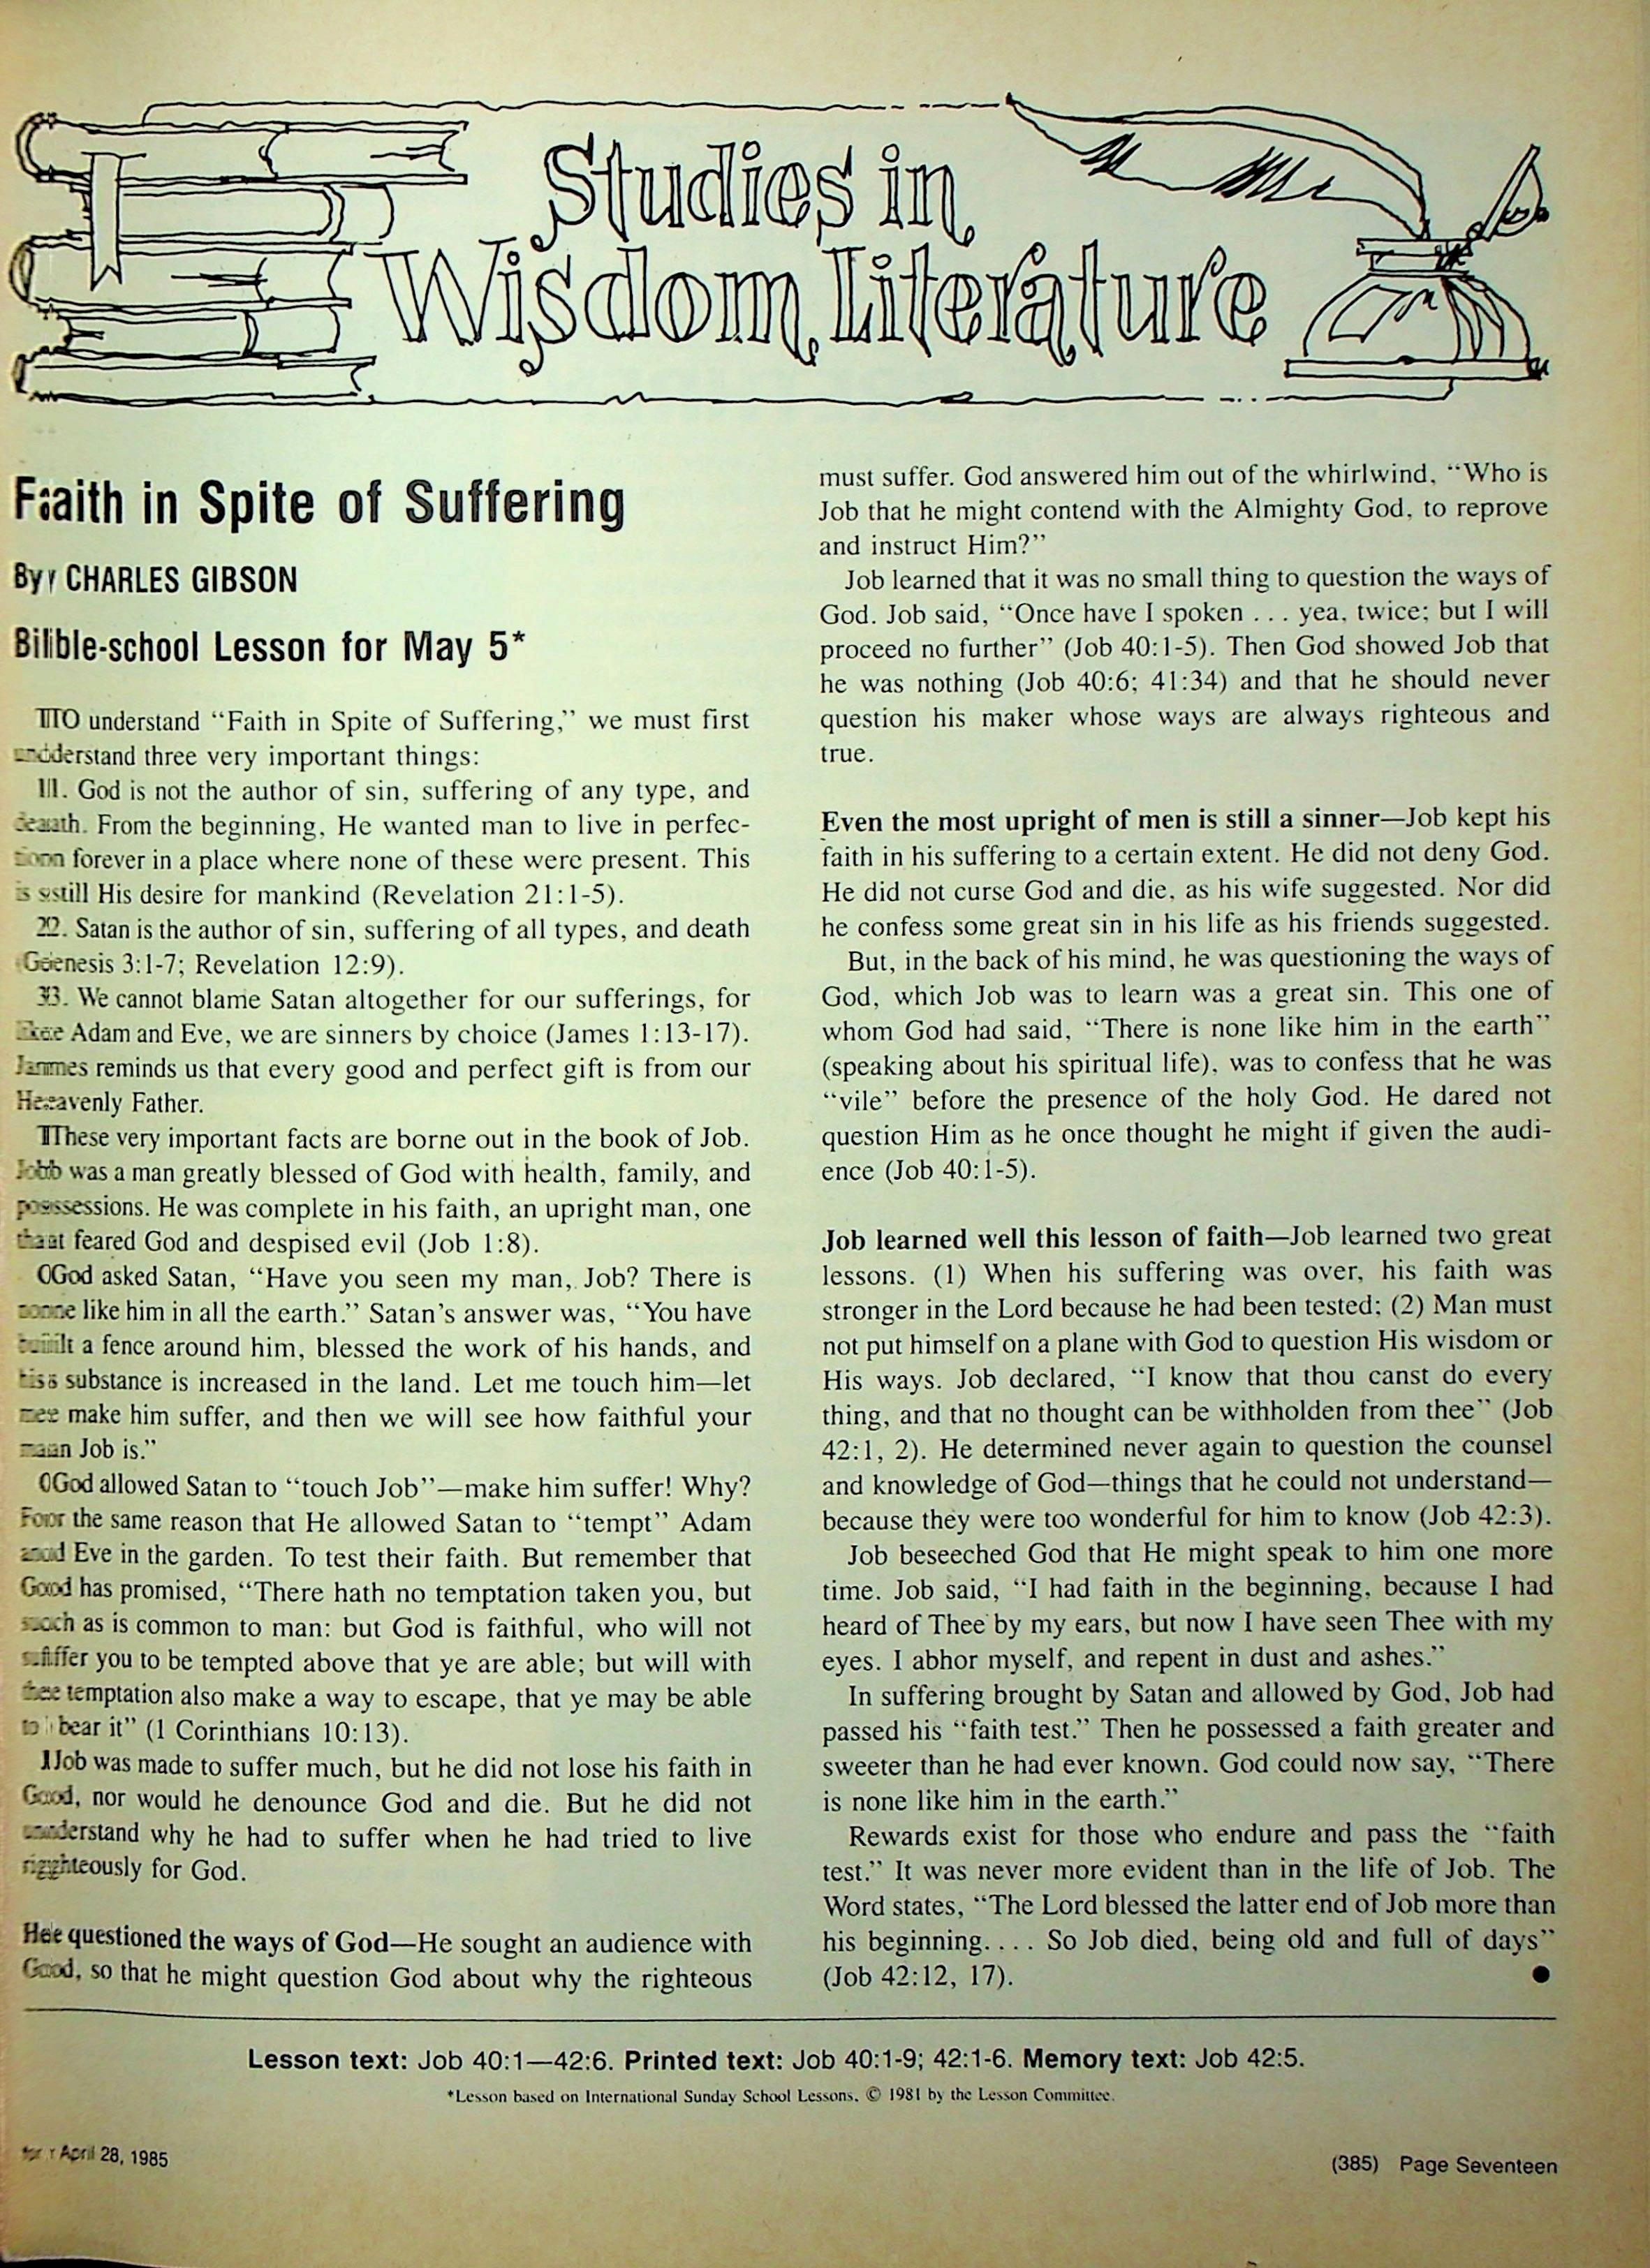 Studies in
Wisdom Literature
Faith in Spite of Suffering
By CHARLES GIBSON
Bible-school Lesson for May 5*
TO understand “Faith in Spite of Suffering,” we must first
understand three very important things:
1. God is not the author of sin, suffering of any type, and
death. From the beginning, He wanted man to live in perfec-
tion forever in a place where none of these were present. This
is still His desire for mankind (Revelation 21:1-5).
2. Satan is the author of sin, suffering of all types, and death
(Genesis 3:1-7; Revelation 12:9).
3. We cannot blame Satan altogether for our sufferings, for
like Adam and Eve, we are sinners by choice (James 1:13-17).
James reminds us that every good and perfect gift is from our
Heavenly Father.
These very important facts are borne out in the book of Job.
Job was a man greatly blessed of God with health, family, and
possessions. He was complete in his faith, an upright man, one
that feared God and despised evil (Job 1:8).
God asked Satan, “Have you seen my man, Job? There is
none like him in all the earth.” Satan’s answer was, “You have
built a fence around him, blessed the work of his hands, and
his substance is increased in the land. Let me touch him—let
me make him suffer, and then we will see how faithful your
man Job is.”
God allowed Satan to “touch Job”—make him suffer! Why?
For the same reason that He allowed Satan to “tempt” Adam
and Eve in the garden. To test their faith. But remember that
God has promised, “There hath no temptation taken you, but
such as is common to man: but God is faithful, who will not
suffer you to be tempted above that ye are able; but will with
the temptation also make a way to escape, that ye may be able
to bear it” (1 Corinthians 10:13).
Job was made to suffer much, but he did not lose his faith in
God, nor would he denounce God and die. But he did not
understand why he had to suffer when he had tried to live
righteously for God.
He questioned the ways of God—He sought an audience with
God, so that he might question God about why the righteous
must suffer. God answered him out of the whirlwind, “Who is
Job that he might contend with the Almighty God, to reprove
and instruct Him?”
Job learned that it was no small thing to question the ways of
God. Job said, “Once have I spoken . . . yea, twice; but I will
proceed no further” (Job 40:1-5). Then God showed Job that
he was nothing (Job 40:6; 41:34) and that he should never
question his maker whose ways are always righteous and
true.
Even the most upright of men is still a sinner—Job kept his
faith in his suffering to a certain extent. He did not deny God.
He did not curse God and die, as his wife suggested. Nor did
he confess some great sin in his life as his friends suggested.
But, in the back of his mind, he was questioning the ways of
God, which Job was to learn was a great sin. This one of
whom God had said, “There is none like him in the earth”
(speaking about his spiritual life), was to confess that he was
“vile” before the presence of the holy God. He dared not
question Him as he once thought he might if given the audi-
ence (Job 40:1-5).
Job learned well this lesson of faith—Job learned two great
lessons. (1) When his suffering was over, his faith was
stronger in the Lord because he had been tested; (2) Man must
not put himself on a plane with God to question His wisdom or
His ways. Job declared, “I know that thou canst do every
thing, and that no thought can be withholden from thee” (Job
42:1, 2). He determined never again to question the counsel
and knowledge of God—things that he could not understand—
because they were too wonderful for him to know (Job 42:3).
Job beseeched God that He might speak to him one more
time. Job said, “I had faith in the beginning, because I had
heard of Thee by my ears, but now I have seen Thee with my
eyes. I abhor myself, and repent in dust and ashes.”
In suffering brought by Satan and allowed by God, Job had
passed his “faith test.” Then he possessed a faith greater and
sweeter than he had ever known. God could now say, “There
is none like him in the earth.”
Rewards exist for those who endure and pass the “faith
test.” It was never more evident than in the life of Job. The
Word states, “The Lord blessed the latter end of Job more than
his beginning. . . . So Job died, being old and full of days”
(Job 42:12, 17). ●
Lesson text: Job 40:1—42:6. Printed text: Job 40:1-9; 42:1-6. Memory text: Job 42:5.
*Lesson based on International Sunday School Lessons, © 1981 by the Lesson Committee.
for April 28, 1985
(385) Page Seventeen